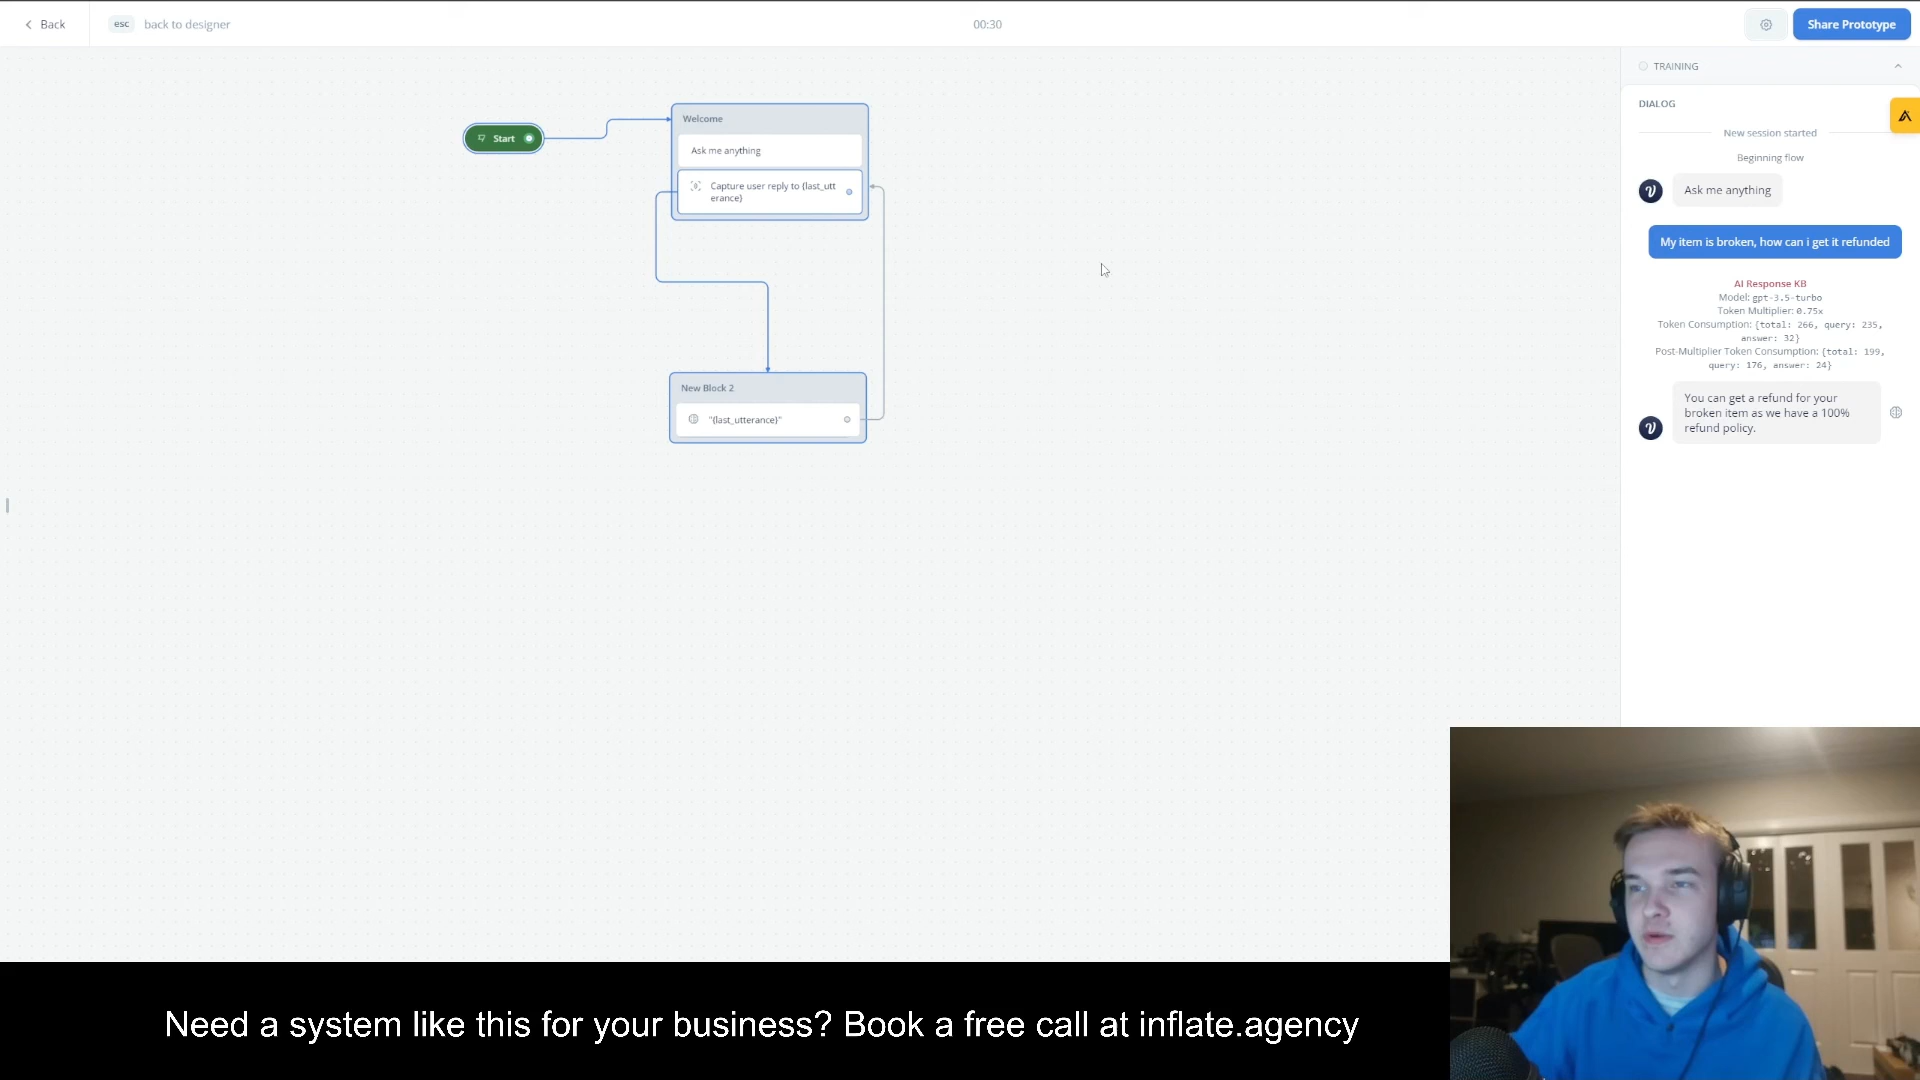 Back
esc back to designer
00:30
Share Prototype
TRAINING
DIALOG
New session started
Beginning flow
Ask me anything
My item is broken, how can i get it refunded
AI Response KB
Model: gpt-3.5-turbo
Token Multiplier: 0.75x
Token Consumption: {total: 266, query: 235,
answer: 32}
Post-Multiplier Token Consumption: {total: 199,
query: 176, answer: 24}
You can get a refund for your
broken item as we have a 100%
refund policy.
Start
Welcome
Ask me anything
Capture user reply to {last_utt
erance}
New Block 2
"{last_utterance}"
Need a system like this for your business? Book a free call at inflate.agency